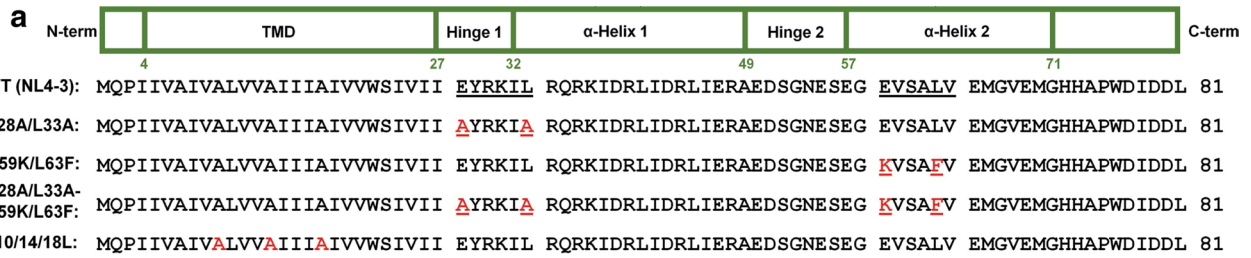 a
N-term TMD Hinge 1 α-Helix 1 Hinge 2 α-Helix 2 C-term
4 27 32 49 57 71
T (NL4-3): MQPIIVAIVALVVAIIIAIVVWSIVII EYRKIL RQRKIDRLIDRLIERAEDSGNESEG EVSALV EMGVEMGHHAPWDIDDL 81
28A/L33A: MQPIIVAIVALVVAIIIAIVVWSIVII AYRKIA RQRKIDRLIDRLIERAEDSGNESEG EVSALV EMGVEMGHHAPWDIDDL 81
59K/L63F: MQPIIVAIVALVVAIIIAIVVWSIVII EYRKIL RQRKIDRLIDRLIERAEDSGNESEG KVSAFV EMGVEMGHHAPWDIDDL 81
28A/L33A-
59K/L63F: MQPIIVAIVALVVAIIIAIVVWSIVII AYRKIA RQRKIDRLIDRLIERAEDSGNESEG KVSAFV EMGVEMGHHAPWDIDDL 81
10/14/18L: MQPIIVAIVALVVAIIIAIVVWSIVII EYRKIL RQRKIDRLIDRLIERAEDSGNESEG EVSALV EMGVEMGHHAPWDIDDL 81